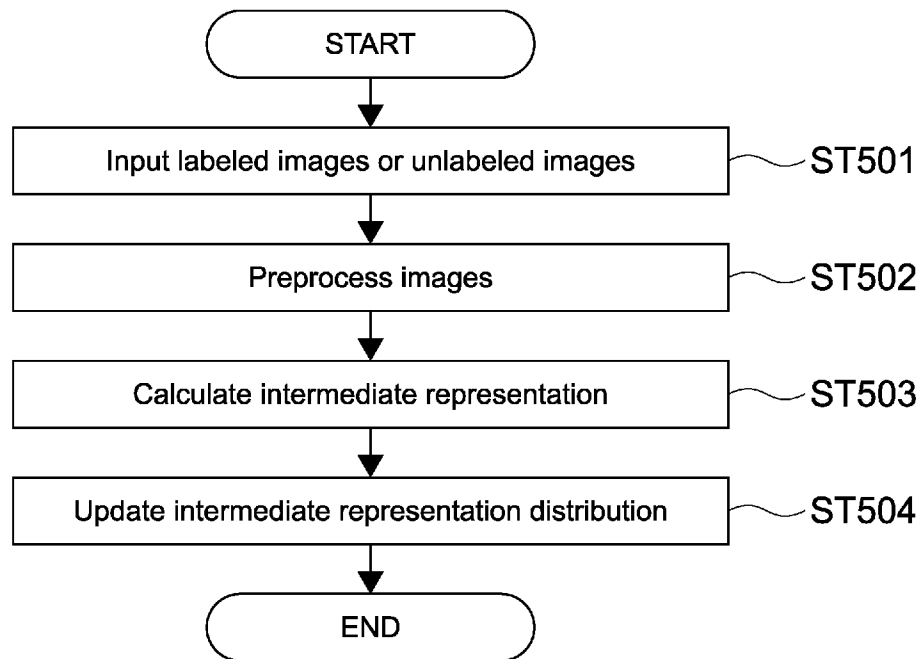 START
Input labeled images or unlabeled images
ST501
Preprocess images
ST502
Calculate intermediate representation
ST503
Update intermediate representation distribution
ST504
END